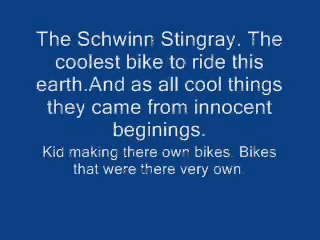 The Schwinn Stingray. The
coolest bike to ride this
earth.And as all cool things
they came from innocent
beginings.
Kid making there own bikes. Bikes
that were there very own.